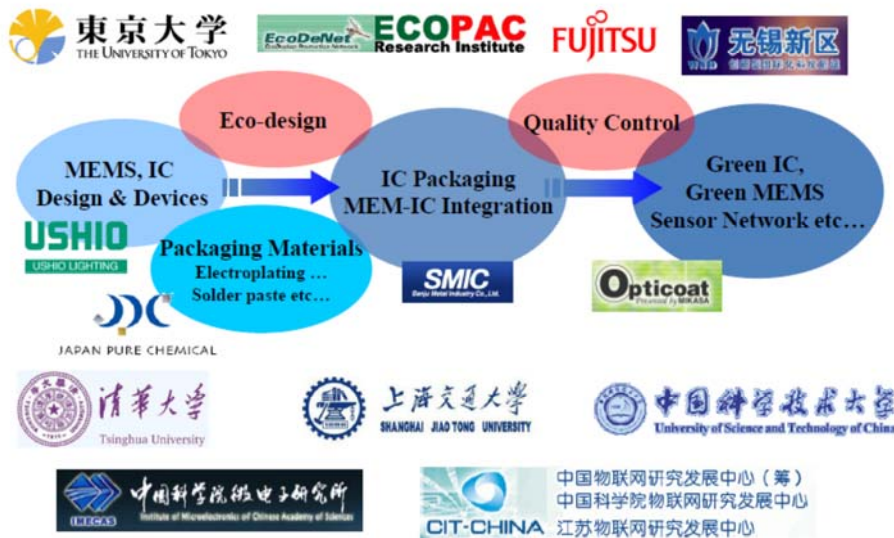 東京大学
THE UNIVERSITY OF TOKYO
EcoDeNet
ECOPAC
Research Institute
FUJITSU
无锡新区
WND
Eco-design
Quality Control
MEMS, IC
Design & Devices
IC Packaging
MEM-IC Integration
Green IC,
Green MEMS
Sensor Network etc…
USHIO
USHIO LIGHTING
Packaging Materials
Electroplating …
Solder paste etc…
SMIC
Senju Metal Industry Co.,Ltd.
Opticoat
Presented by MIKASA
JAPAN PURE CHEMICAL
清華大学
Tsinghua University
上海交通大学
SHANGHAI JIAO TONG UNIVERSITY
中国科学技术大学
University of Science and Technology of China
中国科学院微电子研究所
IMECAS
Institute of Microelectronics of Chinese Academy of Sciences
CIT-CHINA
中国物联网研究发展中心（筹）
中国科学院物联网研究发展中心
江苏物联网研究发展中心